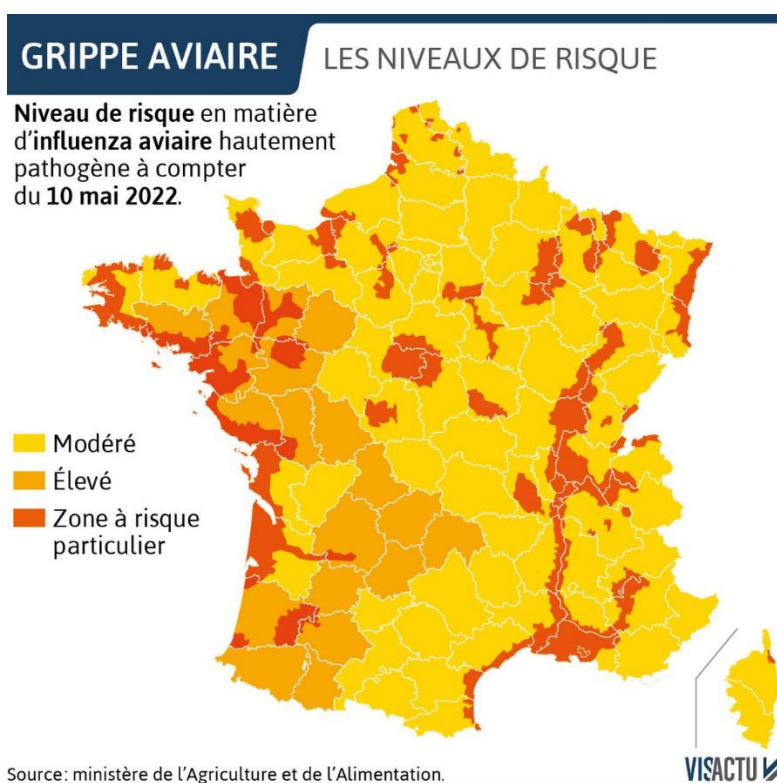 GRIPPE AVIAIRE
LES NIVEAUX DE RISQUE
Niveau de risque en matière
d'influenza aviaire hautement
pathogène à compter
du 10 mai 2022.
Modéré
Élevé
Zone à risque
particulier
Source: ministère de l'Agriculture et de l'Alimentation.
VISACTU